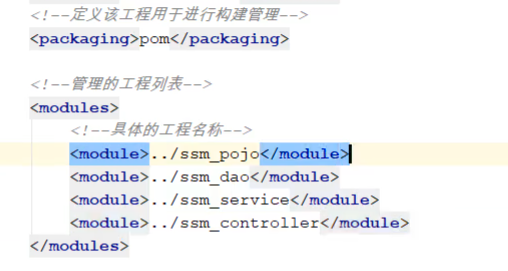 <!--定义该工程用于进行构建管理-->
<packaging>pom</packaging>
<!--管理的工程列表-->
<modules>
<!--具体的工程名称-->
<module>../ssm_pojo</module>
<module>../ssm_dao</module>
<module>../ssm_service</module>
<module>../ssm_controller</module>
</modules>